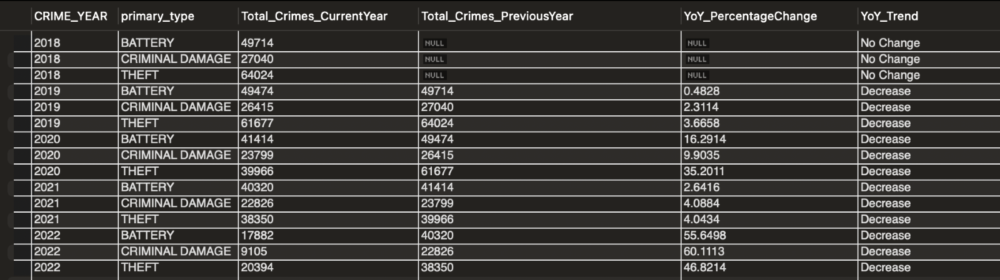 CRIME_YEAR primary_type Total_Crimes_CurrentYear Total_Crimes_PreviousYear YoY_PercentageChange YoY_Trend
2018 BATTERY 49714 NULL NULL No Change
2018 CRIMINAL DAMAGE 27040 NULL NULL No Change
2018 THEFT 64024 NULL NULL No Change
2019 BATTERY 49474 49714 0.4828 Decrease
2019 CRIMINAL DAMAGE 26415 27040 2.3114 Decrease
2019 THEFT 61677 64024 3.6658 Decrease
2020 BATTERY 41414 49474 16.2914 Decrease
2020 CRIMINAL DAMAGE 23799 26415 9.9035 Decrease
2020 THEFT 39966 61677 35.2011 Decrease
2021 BATTERY 40320 41414 2.6416 Decrease
2021 CRIMINAL DAMAGE 22826 23799 4.0884 Decrease
2021 THEFT 38350 39966 4.0434 Decrease
2022 BATTERY 17882 40320 55.6498 Decrease
2022 CRIMINAL DAMAGE 9105 22826 60.1113 Decrease
2022 THEFT 20394 38350 46.8214 Decrease